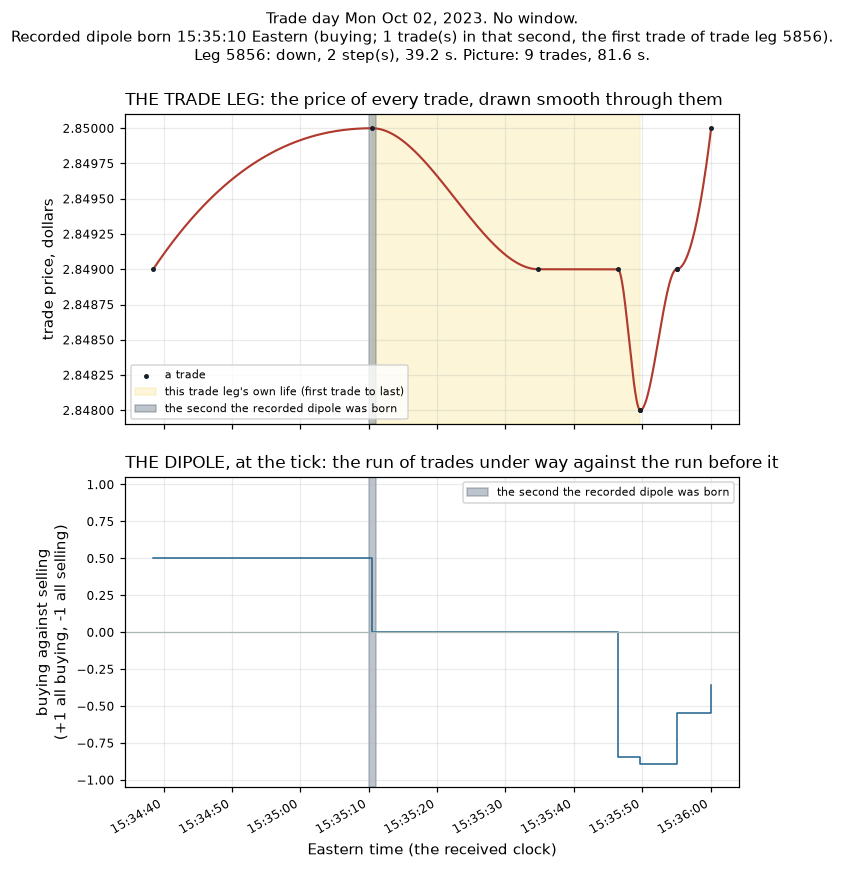 Trade day Mon Oct 02, 2023. No window.
Recorded dipole born 15:35:10 Eastern (buying; 1 trade(s) in that second, the first trade of trade leg 5856).
Leg 5856: down, 2 step(s), 39.2 s. Picture: 9 trades, 81.6 s.
THE TRADE LEG: the price of every trade, drawn smooth through them
trade price, dollars
2.85000
2.84975
2.84950
2.84925
2.84900
2.84875
2.84850
2.84825
2.84800
a trade
this trade leg's own life (first trade to last)
the second the recorded dipole was born
THE DIPOLE, at the tick: the run of trades under way against the run before it
buying against selling
(+1 all buying, -1 all selling)
1.00
0.75
0.50
0.25
0.00
−0.25
−0.50
−0.75
−1.00
the second the recorded dipole was born
15:34:40
15:34:50
15:35:00
15:35:10
15:35:20
15:35:30
15:35:40
15:35:50
15:36:00
Eastern time (the received clock)